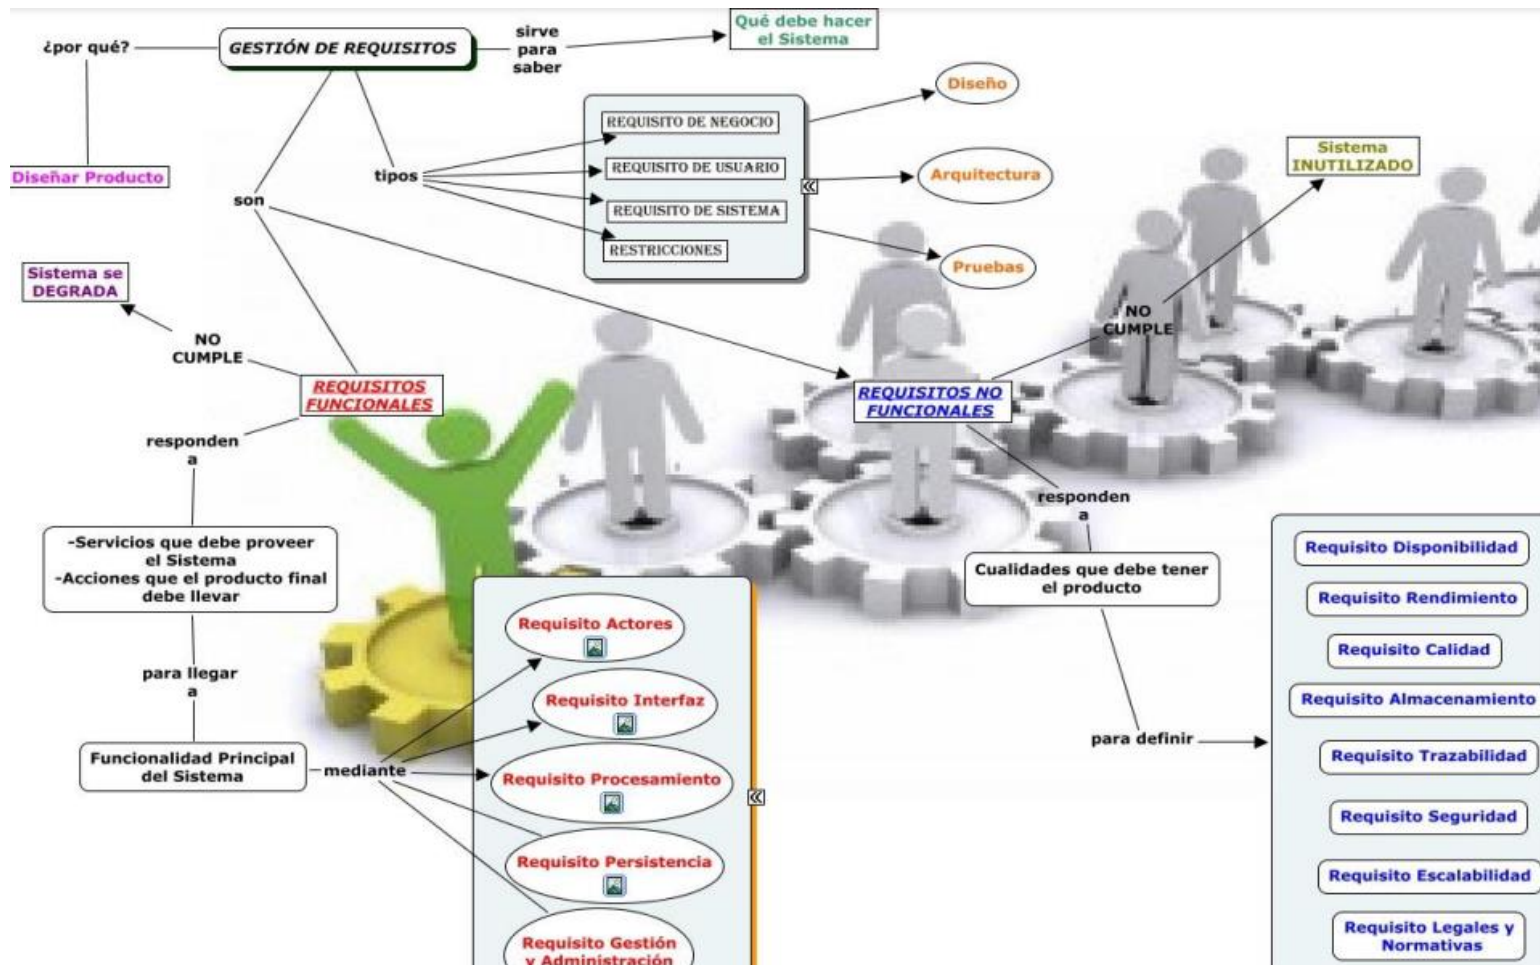 ¿por qué?
GESTIÓN DE REQUISITOS
sirve
para
saber
Qué debe hacer
el Sistema
Diseñar Producto
son
tipos
REQUISITO DE NEGOCIO
REQUISITO DE USUARIO
REQUISITO DE SISTEMA
RESTRICCIONES
Diseño
Arquitectura
Pruebas
Sistema
INUTILIZADO
Sistema se
DEGRADA
NO
CUMPLE
REQUISITOS
FUNCIONALES
NO
CUMPLE
REQUISITOS NO
FUNCIONALES
responden
a
-Servicios que debe proveer
el Sistema
-Acciones que el producto final
debe llevar
para llegar
a
Funcionalidad Principal
del Sistema
mediante
Requisito Actores
Requisito Interfaz
Requisito Procesamiento
Requisito Persistencia
Requisito Gestión
y Administración
responden
a
Cualidades que debe tener
el producto
para definir
Requisito Disponibilidad
Requisito Rendimiento
Requisito Calidad
Requisito Almacenamiento
Requisito Trazabilidad
Requisito Seguridad
Requisito Escalabilidad
Requisito Legales y
Normativas